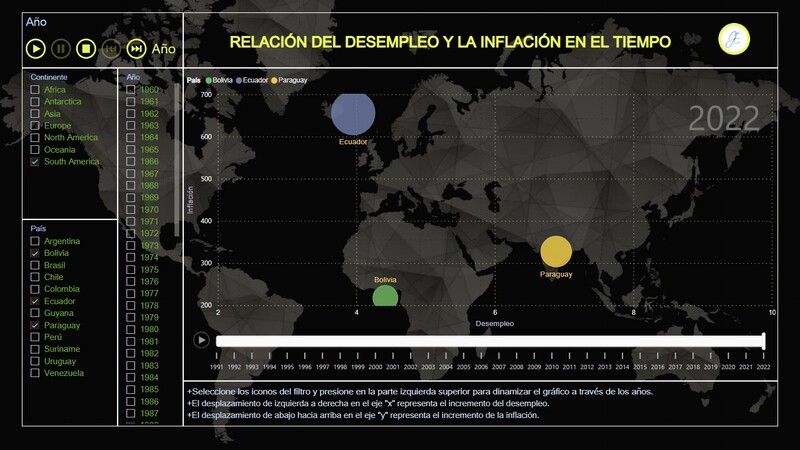 Año
Año
RELACIÓN DEL DESEMPLEO Y LA INFLACIÓN EN EL TIEMPO
Continente
Africa
Antarctica
Asia
Europe
North America
Oceania
South America
País
Argentina
Bolivia
Brasil
Chile
Colombia
Ecuador
Guyana
Paraguay
Perú
Suriname
Uruguay
Venezuela
Año
1960
1961
1962
1963
1964
1965
1966
1967
1968
1969
1970
1971
1972
1973
1974
1975
1976
1977
1978
1979
1980
1981
1982
1983
1984
1985
1986
1987
País Bolivia Ecuador Paraguay
2022
700
600
500
400
300
200
Inflación
Ecuador
Paraguay
Bolivia
2 4 6 8 10
Desempleo
1991 1993 1994 1995 1996 1997 1998 1999 2000 2001 2002 2003 2004 2005 2006 2007 2008 2009 2010 2011 2012 2013 2014 2015 2016 2017 2018 2019 2020 2021 2022
+Seleccione los iconos del filtro y presione en la parte izquierda superior para dinamizar el gráfico a través de los años.
+El desplazamiento de izquierda a derecha en el eje "x" representa el incremento del desempleo.
+El desplazamiento de abajo hacia arriba en el eje "y" representa el incremento de la inflación.